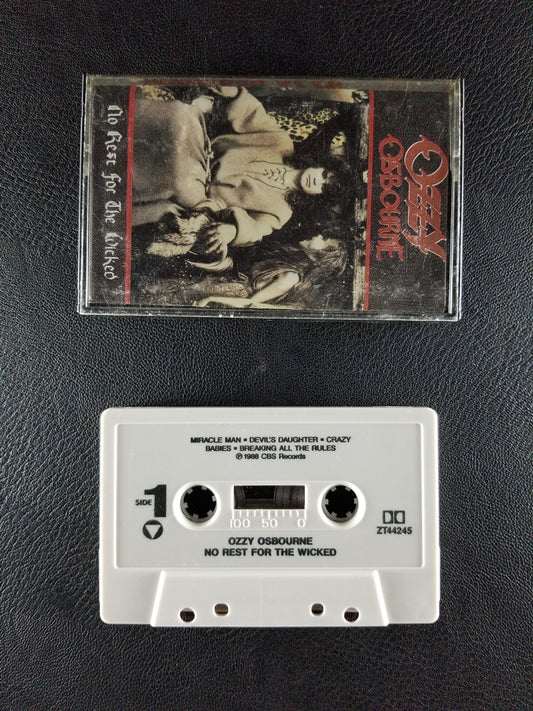 OZZY
OSBOURNE
No Rest for The Wicked
MIRACLE MAN • DEVIL'S DAUGHTER • CRAZY
BABIES • BREAKING ALL THE RULES
℗ 1988 CBS Records
SIDE 1
100 50 0
ZT44245
OZZY OSBOURNE
NO REST FOR THE WICKED